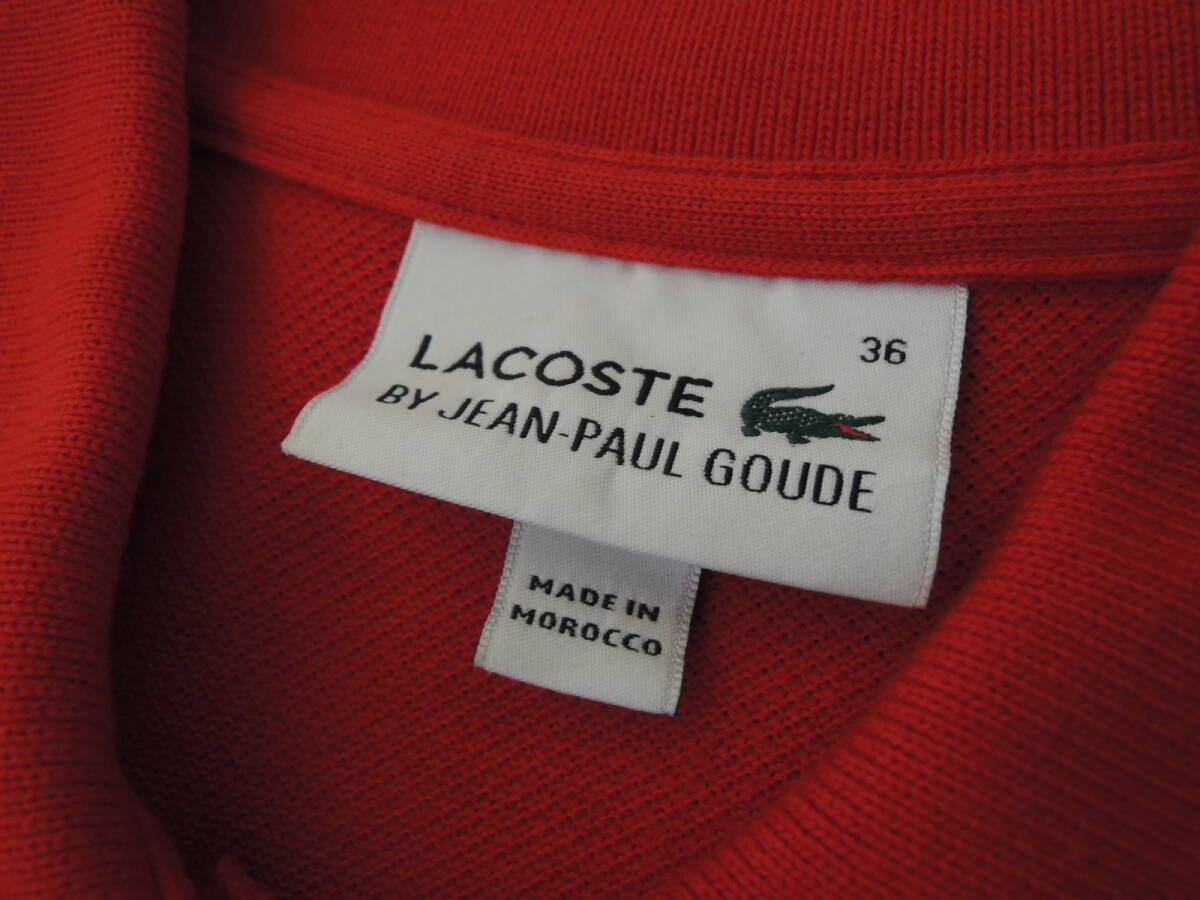 36
LACOSTE
BY JEAN-PAUL GOUDE
MADE IN
MOROCCO